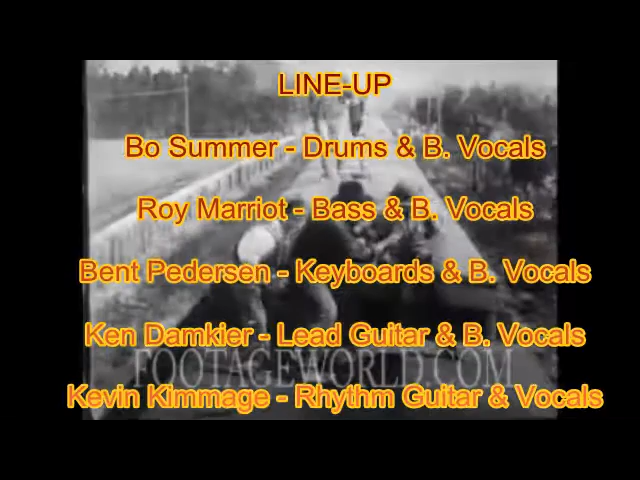 LINE-UP
Bo Summer - Drums & B. Vocals
Roy Marriot - Bass & B. Vocals
Bent Pedersen - Keyboards & B. Vocals
Ken Damkier - Lead Guitar & B. Vocals
FOOTAGEWORLD.COM
Kevin Kimmage - Rhythm Guitar & Vocals